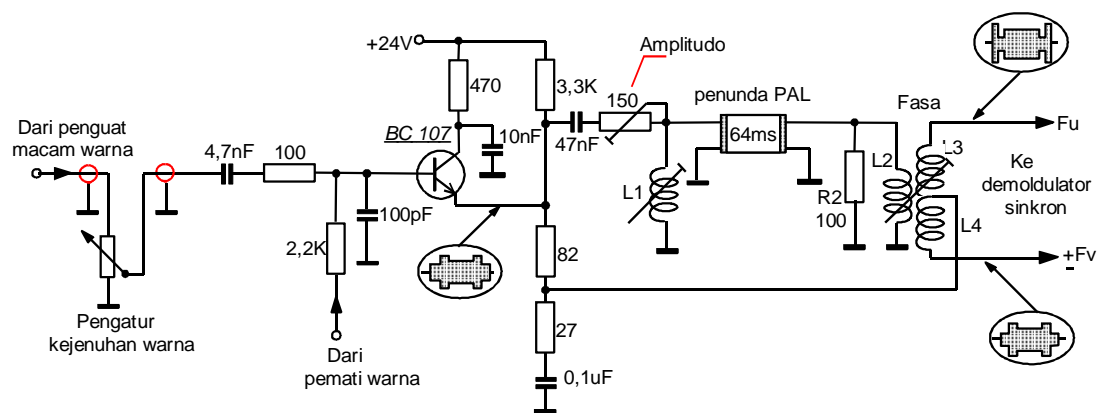 +24V
Amplitudo
470
3,3K
150
penunda PAL
Fasa
Fu
Dari penguat
macam warna
BC 107
10nF
47nF
64ms
4,7nF
100
L1
L2
L3
Ke
demoldulator
sinkron
R2
100
L4
100pF
2,2K
82
+Fv
-
Pengatur
kejenuhan warna
27
Dari
pemati warna
0,1uF